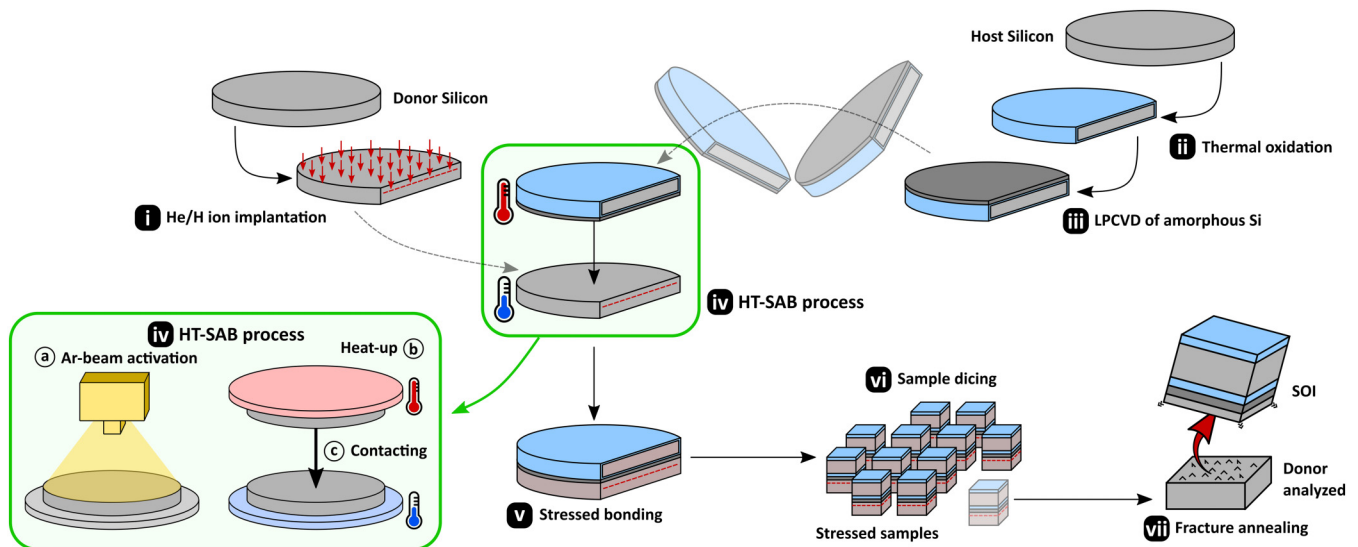 Host Silicon
Donor Silicon
ii Thermal oxidation
i He/H ion implantation
iii LPCVD of amorphous Si
iv HT-SAB process
iv HT-SAB process
a Ar-beam activation
Heat-up b
c Contacting
vi Sample dicing
SOI
v Stressed bonding
Stressed samples
Donor
analyzed
vii Fracture annealing